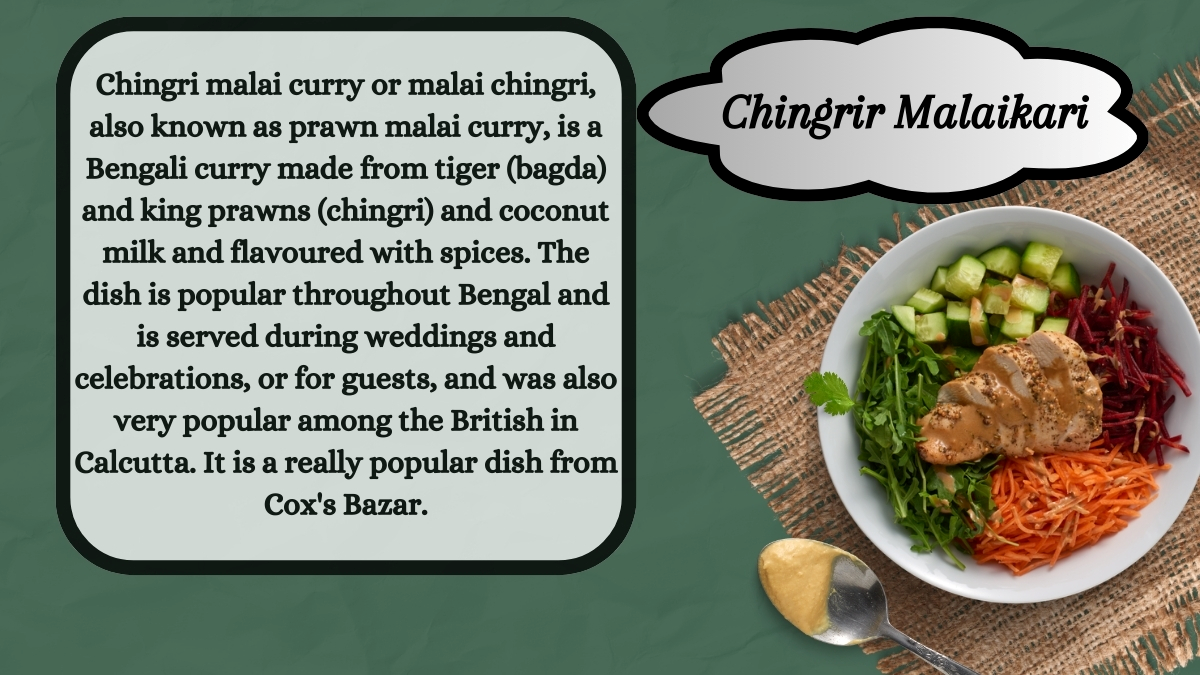 Chingri malai curry or malai chingri,
also known as prawn malai curry, is a
Bengali curry made from tiger (bagda)
and king prawns (chingri) and coconut
milk and flavoured with spices. The
dish is popular throughout Bengal and
is served during weddings and
celebrations, or for guests, and was also
very popular among the British in
Calcutta. It is a really popular dish from
Cox's Bazar.
Chingrir Malaikari